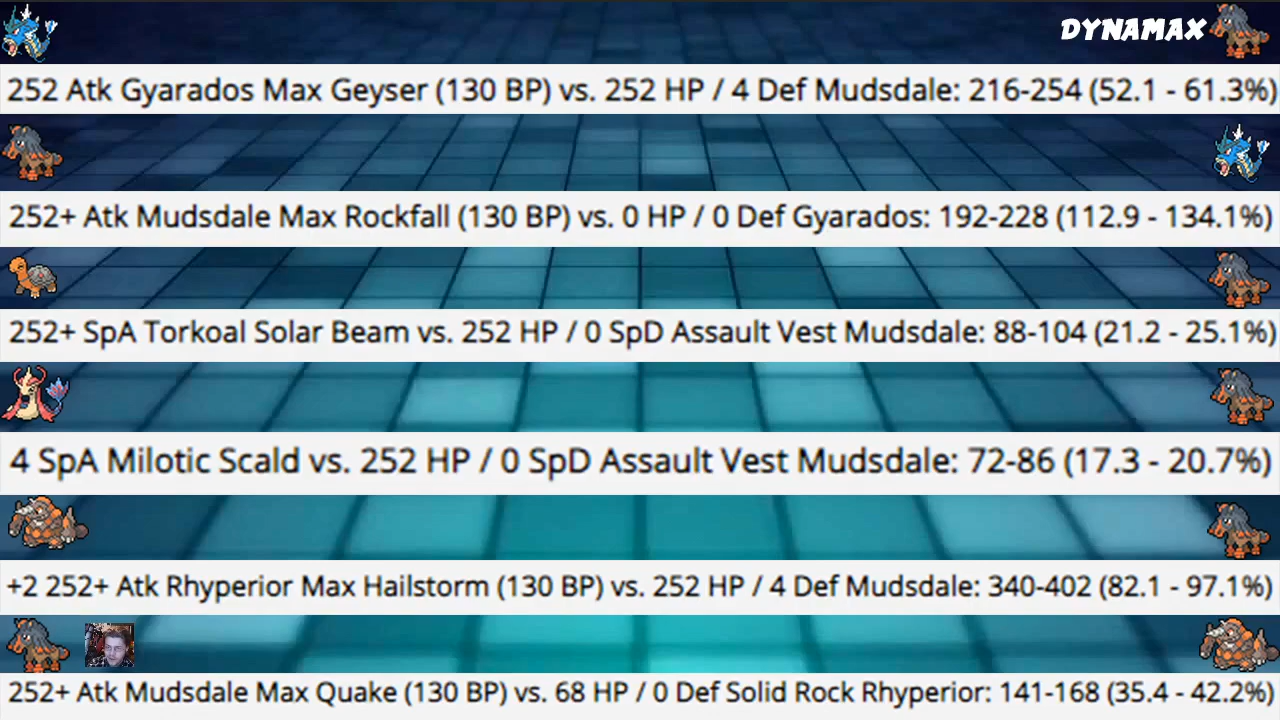 DYNAMAX
252 Atk Gyarados Max Geyser (130 BP) vs. 252 HP / 4 Def Mudsdale: 216-254 (52.1 - 61.3%)
252+ Atk Mudsdale Max Rockfall (130 BP) vs. 0 HP / 0 Def Gyarados: 192-228 (112.9 - 134.1%)
252+ SpA Torkoal Solar Beam vs. 252 HP / 0 SpD Assault Vest Mudsdale: 88-104 (21.2 - 25.1%)
4 SpA Milotic Scald vs. 252 HP / 0 SpD Assault Vest Mudsdale: 72-86 (17.3 - 20.7%)
+2 252+ Atk Rhyperior Max Hailstorm (130 BP) vs. 252 HP / 4 Def Mudsdale: 340-402 (82.1 - 97.1%)
252+ Atk Mudsdale Max Quake (130 BP) vs. 68 HP / 0 Def Solid Rock Rhyperior: 141-168 (35.4 - 42.2%)